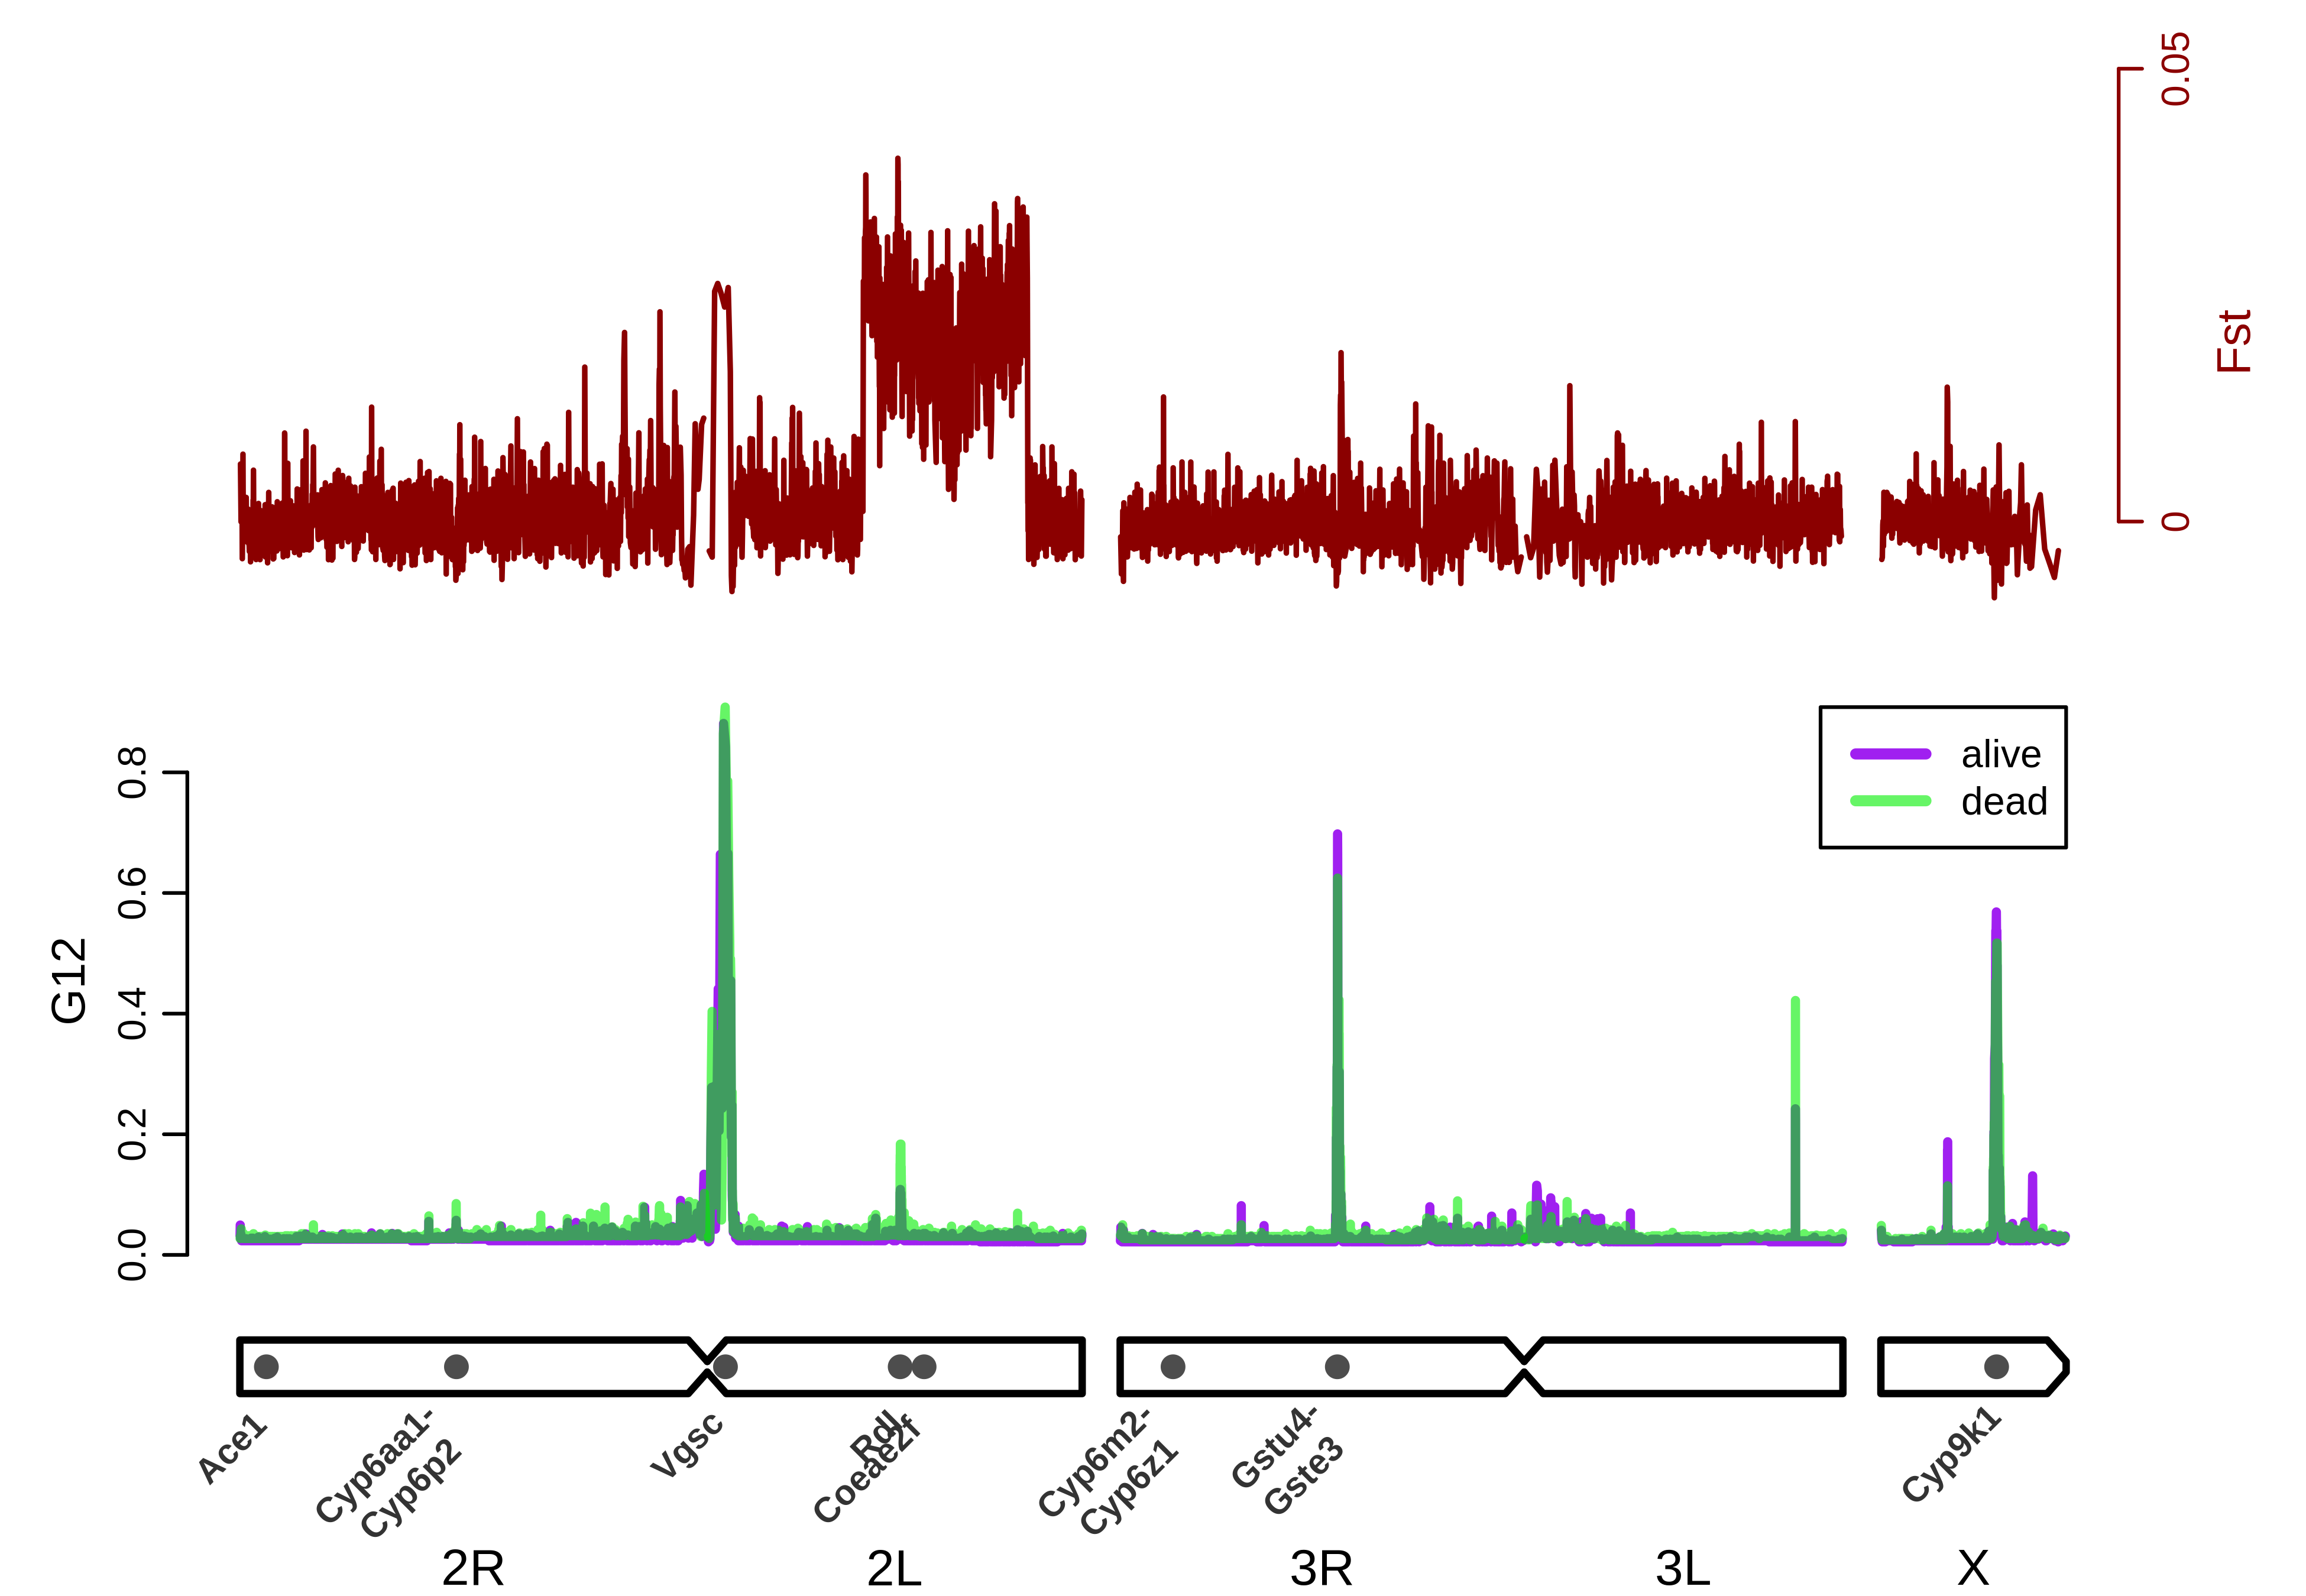 0.05
Fst
0
alive
dead
G12
0.8
0.6
0.4
0.2
0.0
Ace1
Cyp6aa1-
Cyp6p2
Vgsc
Rdl
Coeae2f
Cyp6m2-
Cyp6z1
Gstu4-
Gste3
Cyp9k1
2R
2L
3R
3L
X